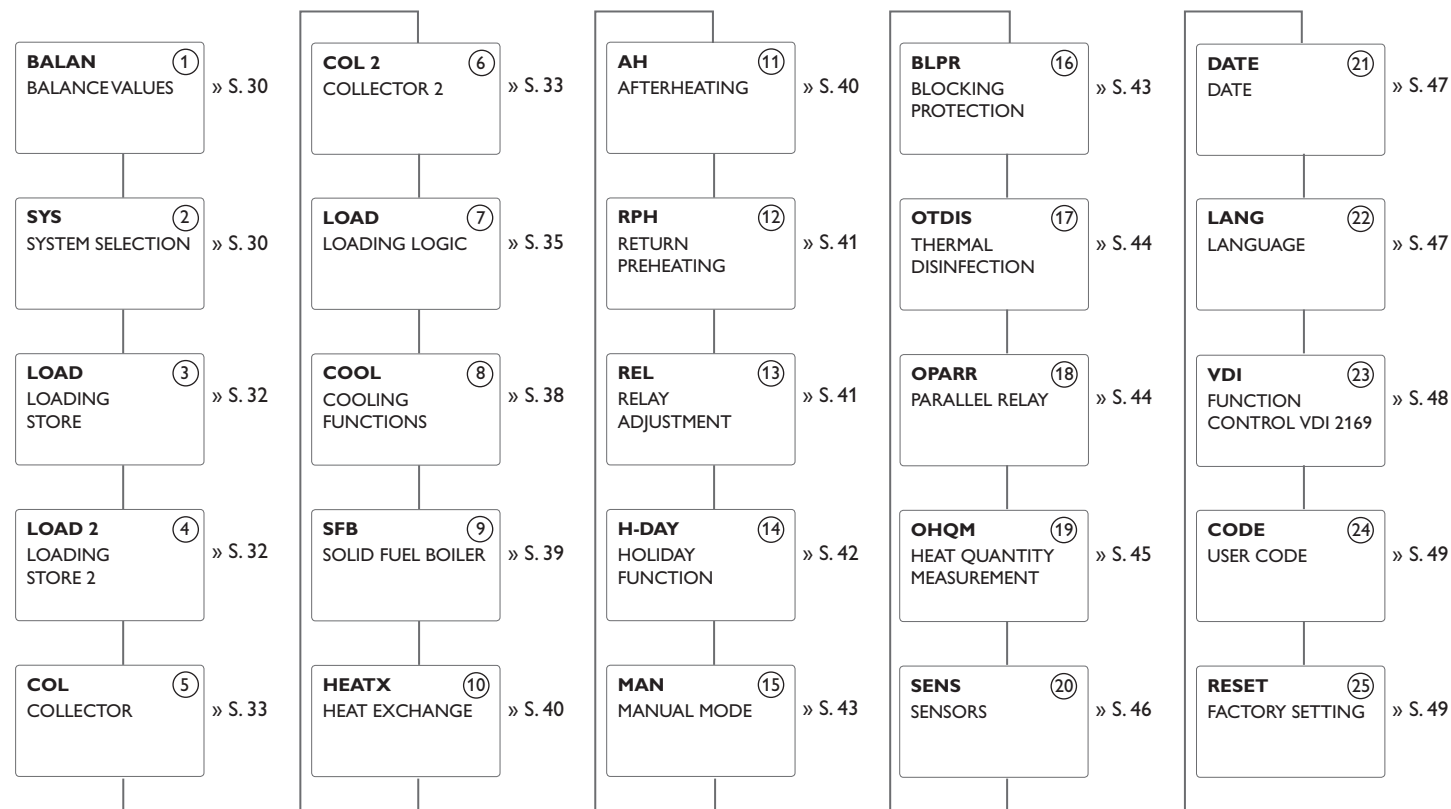 BALAN 1
BALANCE VALUES
» S. 30
SYS 2
SYSTEM SELECTION
» S. 30
LOAD 3
LOADING
STORE
» S. 32
LOAD 2 4
LOADING
STORE 2
» S. 32
COL 5
COLLECTOR
» S. 33
COL 2 6
COLLECTOR 2
» S. 33
LOAD 7
LOADING LOGIC
» S. 35
COOL 8
COOLING
FUNCTIONS
» S. 38
SFB 9
SOLID FUEL BOILER
» S. 39
HEATX 10
HEAT EXCHANGE
» S. 40
AH 11
AFTERHEATING
» S. 40
RPH 12
RETURN
PREHEATING
» S. 41
REL 13
RELAY
ADJUSTMENT
» S. 41
H-DAY 14
HOLIDAY
FUNCTION
» S. 42
MAN 15
MANUAL MODE
» S. 43
BLPR 16
BLOCKING
PROTECTION
» S. 43
OTDIS 17
THERMAL
DISINFECTION
» S. 44
OPARR 18
PARALLEL RELAY
» S. 44
OHQM 19
HEAT QUANTITY
MEASUREMENT
» S. 45
SENS 20
SENSORS
» S. 46
DATE 21
DATE
» S. 47
LANG 22
LANGUAGE
» S. 47
VDI 23
FUNCTION
CONTROL VDI 2169
» S. 48
CODE 24
USER CODE
» S. 49
RESET 25
FACTORY SETTING
» S. 49